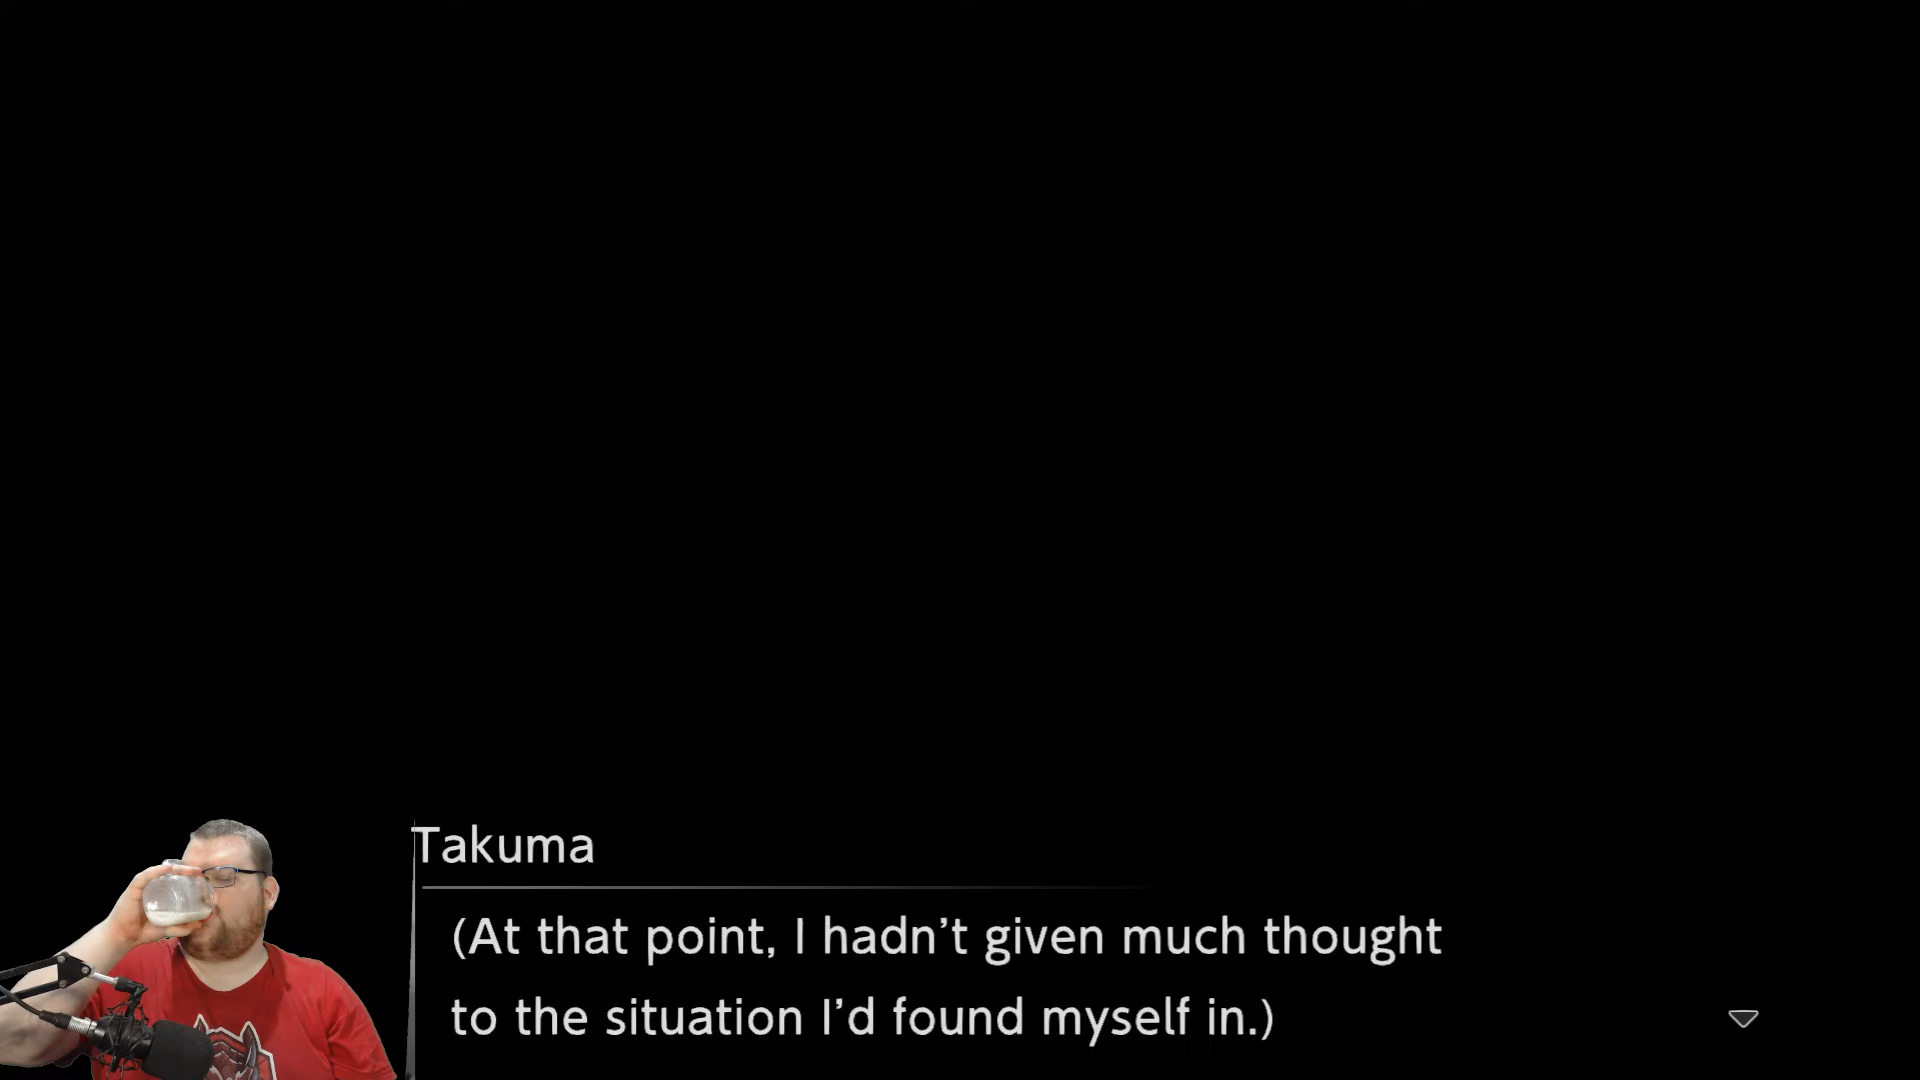 Takuma
(At that point, I hadn’t given much thought
to the situation I’d found myself in.)